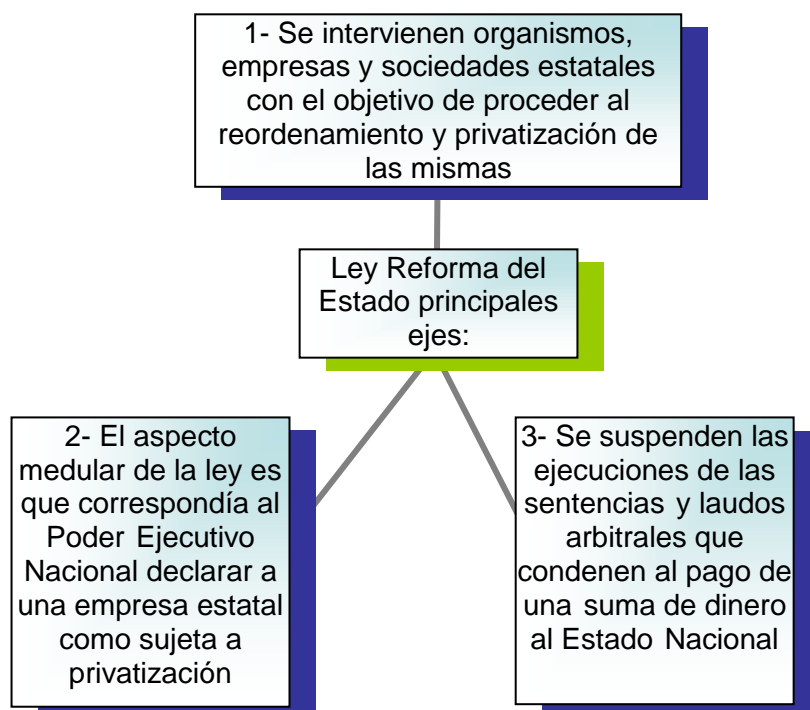 1- Se intervienen organismos,
empresas y sociedades estatales
con el objetivo de proceder al
reordenamiento y privatización de
las mismas
Ley Reforma del
Estado principales
ejes:
2- El aspecto
medular de la ley es
que correspondía al
Poder Ejecutivo
Nacional declarar a
una empresa estatal
como sujeta a
privatización
3- Se suspenden las
ejecuciones de las
sentencias y laudos
arbitrales que
condenen al pago de
una suma de dinero
al Estado Nacional